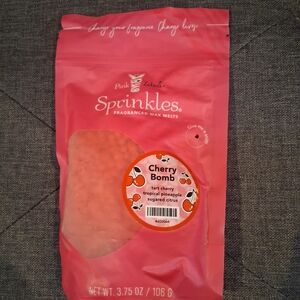 Change your fragrance. Change lives.
Pink Zebra
Sprinkles
FRAGRANCED WAX MELTS
Cherry
Bomb
tart cherry
tropical pineapple
sugared citrus
NET WT. 3.75 OZ / 106 G